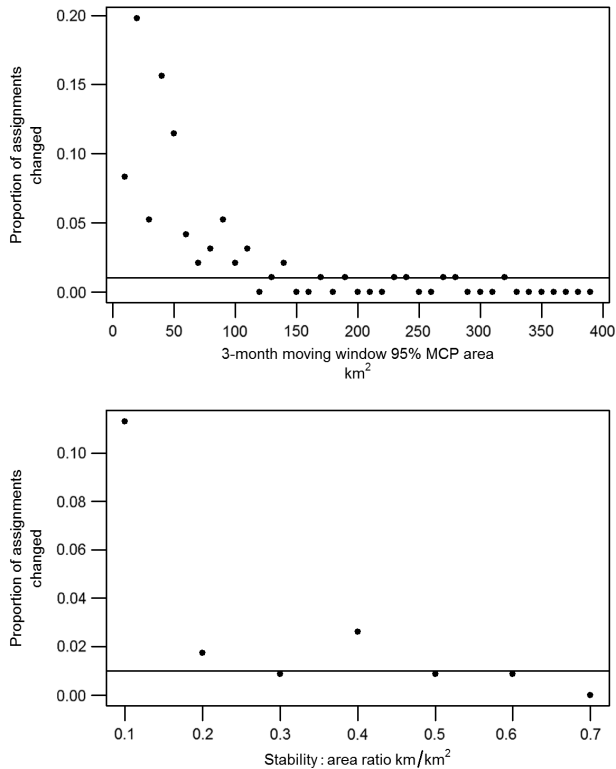 0.20
0.15
0.10
0.05
0.00
Proportion of assignments
changed
0 50 100 150 200 250 300 350 400
3-month moving window 95% MCP area
km²
0.10
0.08
0.06
0.04
0.02
0.00
Proportion of assignments
changed
0.1 0.2 0.3 0.4 0.5 0.6 0.7
Stability: area ratio km/km²